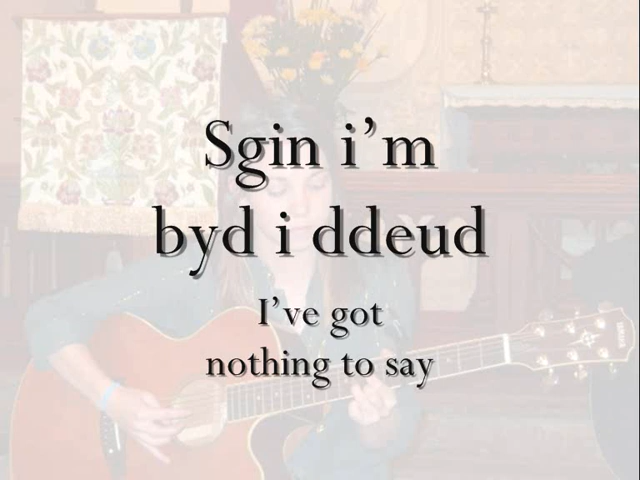 Sgin i’m
byd i ddeud
I’ve got
nothing to say